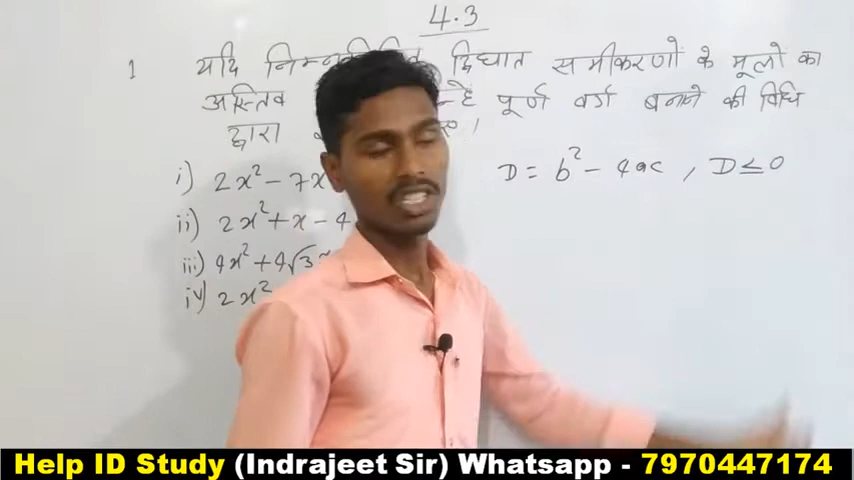 4.3
1 यदि द्विघात समीकरणो के मूलो का
अस्तिव है पूर्ण वर्ग बनाने की विधि
द्वारा
i) 2x² - 7x D = b² - 4ac , D ≤ 0
ii) 2x² + x - 4
iii) 4x² + 4√3
iv) 2x²
Help ID Study (Indrajeet Sir) Whatsapp - 7970447174